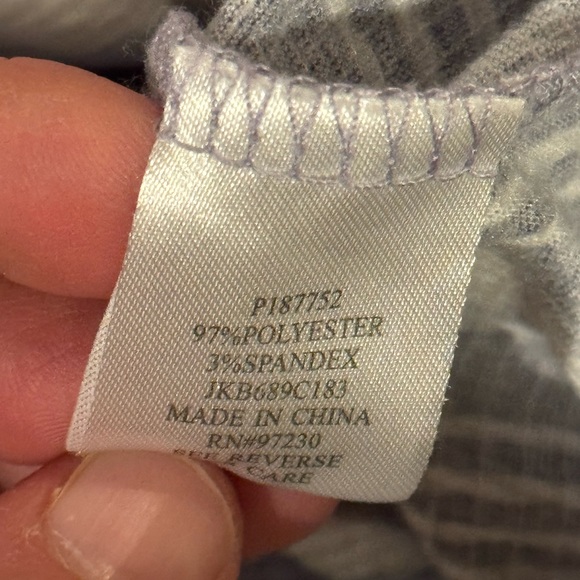 P187752
97%POLYESTER
3%SPANDEX
JKB689C183
MADE IN CHINA
RN#97230
SEE REVERSE
CARE